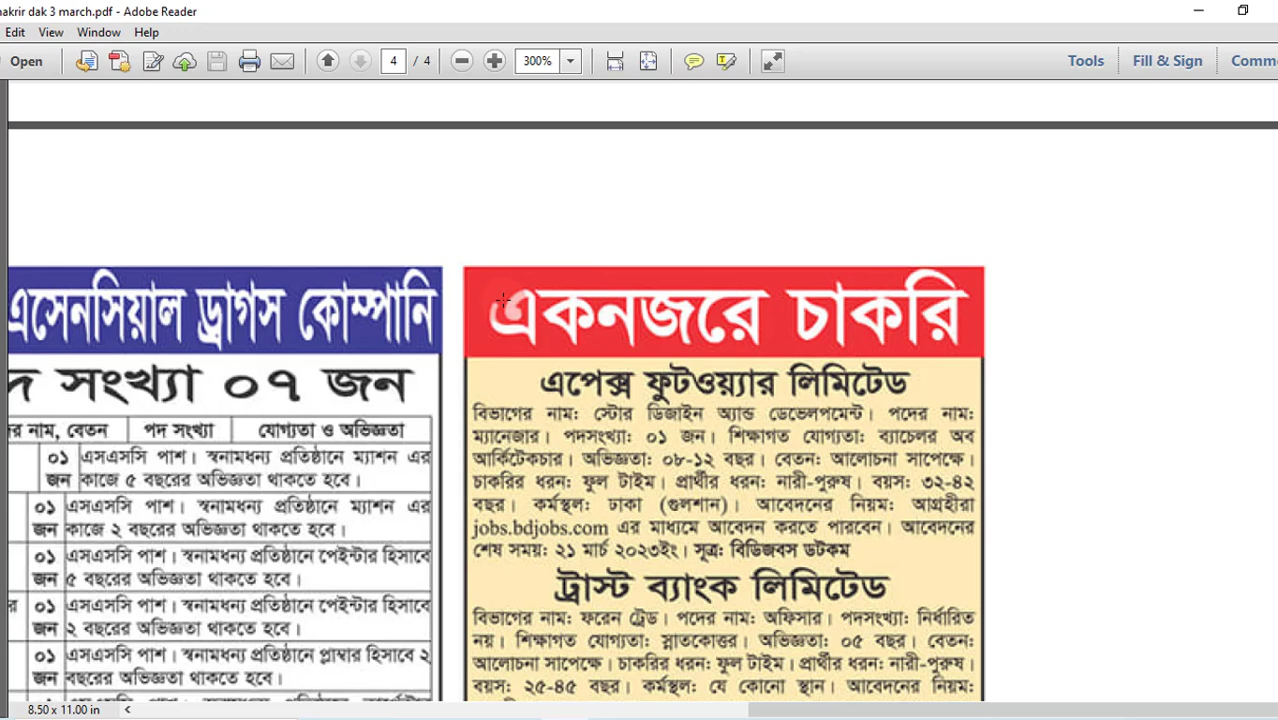 akrir dak 3 march.pdf - Adobe Reader
Edit View Window Help
Open 4 / 4 300% Tools Fill & Sign
এসেনসিয়াল ড্রাগস কোম্পানি
সংখ্যা ০৭ জন
নাম, বেতন পদ সংখ্যা যোগ্যতা ও অভিজ্ঞতা
০১ জন এসএসসি পাশ। স্বনামধন্য প্রতিষ্ঠানে ম্যাশন এর
কাজে ৫ বছরের অভিজ্ঞতা থাকতে হবে।
০১ জন এসএসসি পাশ। স্বনামধন্য প্রতিষ্ঠানে ম্যাশন এর
কাজে ২ বছরের অভিজ্ঞতা থাকতে হবে।
০১ জন এসএসসি পাশ। স্বনামধন্য প্রতিষ্ঠানে পেইন্টার হিসাবে
৫ বছরের অভিজ্ঞতা থাকতে হবে।
০১ জন এসএসসি পাশ। স্বনামধন্য প্রতিষ্ঠানে পেইন্টার হিসাবে
২ বছরের অভিজ্ঞতা থাকতে হবে।
০১ জন এসএসসি পাশ। স্বনামধন্য প্রতিষ্ঠানে প্লাম্বার হিসাবে ২
বছরের অভিজ্ঞতা থাকতে হবে।
একনজরে চাকরি
এপেক্স ফুটওয়্যার লিমিটেড
বিভাগের নাম: স্টোর ডিজাইন অ্যান্ড ডেভেলপমেন্ট। পদের নাম:
ম্যানেজার। পদসংখ্যা: ০১ জন। শিক্ষাগত যোগ্যতা: ব্যাচেলর অব
আর্কিটেকচার। অভিজ্ঞতা: ০৮-১২ বছর। বেতন: আলোচনা সাপেক্ষে।
চাকরির ধরন: ফুল টাইম। প্রার্থীর ধরন: নারী-পুরুষ। বয়স: ৩২-৪২
বছর। কর্মস্থল: ঢাকা (গুলশান)। আবেদনের নিয়ম: আগ্রহীরা
jobs.bdjobs.com এর মাধ্যমে আবেদন করতে পারবেন। আবেদনের
শেষ সময়: ২১ মার্চ ২০২৩ইং। সূত্র: বিডিজবস ডটকম
ট্রাস্ট ব্যাংক লিমিটেড
বিভাগের নাম: ফরেন ট্রেড। পদের নাম: অফিসার। পদসংখ্যা: নির্ধারিত
নয়। শিক্ষাগত যোগ্যতা: স্নাতকোত্তর। অভিজ্ঞতা: ০৫ বছর। বেতন:
আলোচনা সাপেক্ষে। চাকরির ধরন: ফুল টাইম। প্রার্থীর ধরন: নারী-পুরুষ।
বয়স: ২৫-৪৫ বছর। কর্মস্থল: যে কোনো স্থান। আবেদনের নিয়ম:
8.50 x 11.00 in